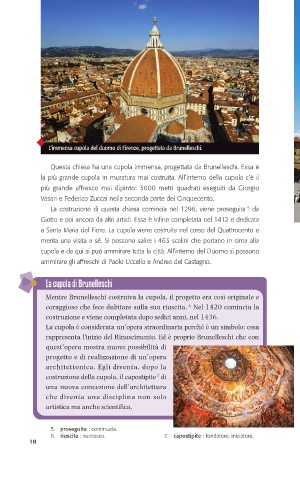 L'immensa cupola del duomo di Firenze, progettata da Brunelleschi.
Questa chiesa ha una cupola immensa, progettata da Brunelleschi. Essa è
la più grande cupola in muratura mai costruita. All'interno della cupola c'è il
più grande affresco mai dipinto: 3600 metri quadrati eseguiti da Giorgio
Vasari e Federico Zuccai nella seconda parte del Cinquecento.
La costruzione di questa chiesa comincia nel 1296, viene proseguita 5 da
Giotto e poi ancora da altri artisti. Essa è infine completata nel 1412 e dedicata
a Santa Maria del Fiore. La cupola viene costruita nel corso del Quattrocento e
merita una visita a sé. Si possono salire i 463 scalini che portano in cima alla
cupola e da qui si può ammirare tutta la città. All'interno del Duomo si possono
ammirare gli affreschi di Paolo Uccello e Andrea del Castagno.
La cupola di Brunelleschi
Mentre Brunelleschi costruiva la cupola, il progetto era così originale e
coraggioso che fece dubitare sulla sua riuscita. 6 Nel 1420 comincia la
costruzione e viene completata dopo sedici anni, nel 1436.
La cupola è considerata un'opera straordinaria perché è un simbolo: essa
rappresenta l'inizio del Rinascimento. Ed è proprio Brunelleschi che con
quest'opera mostra nuove possibilità di
progetto e di realizzazione di un'opera
architettonica. Egli diventa, dopo la
costruzione della cupola, il capostipite 7 di
una nuova concezione dell'architettura
che diventa una disciplina non solo
artistica ma anche scientifica.
5. proseguita : continuata.
6. riuscita : successo.
7. capostipite : fondatore, iniziatore.
18